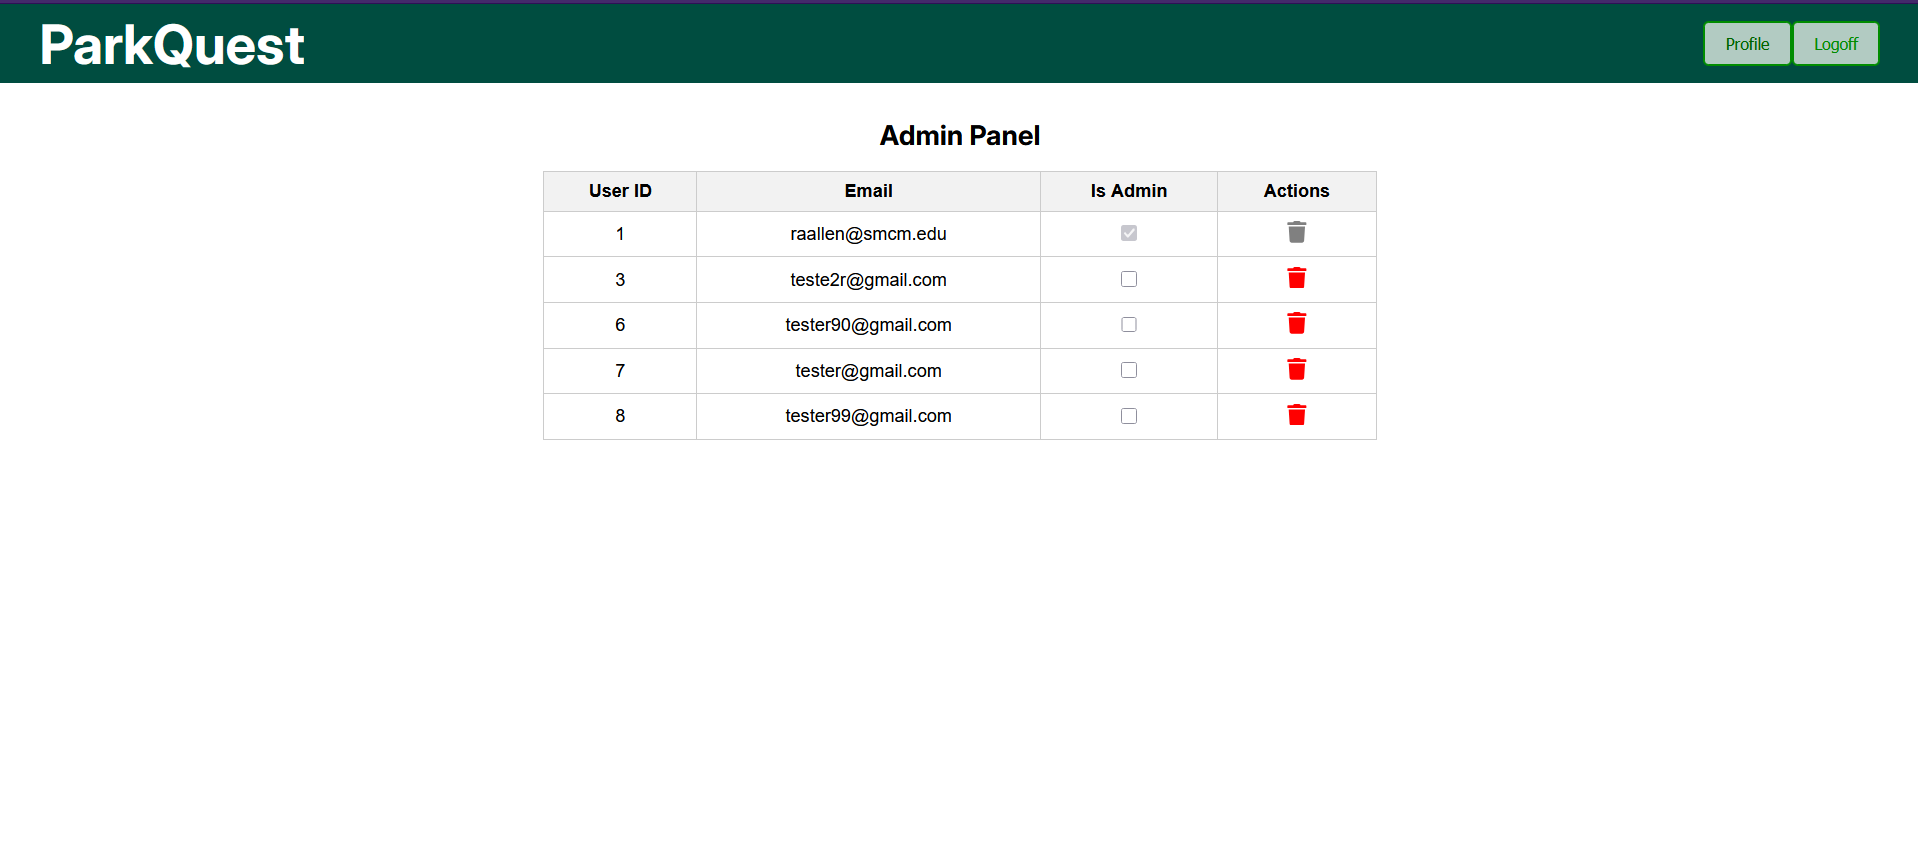 ParkQuest
Profile Logoff
Admin Panel
User ID Email Is Admin Actions
1 raallen@smcm.edu
3 teste2r@gmail.com
6 tester90@gmail.com
7 tester@gmail.com
8 tester99@gmail.com